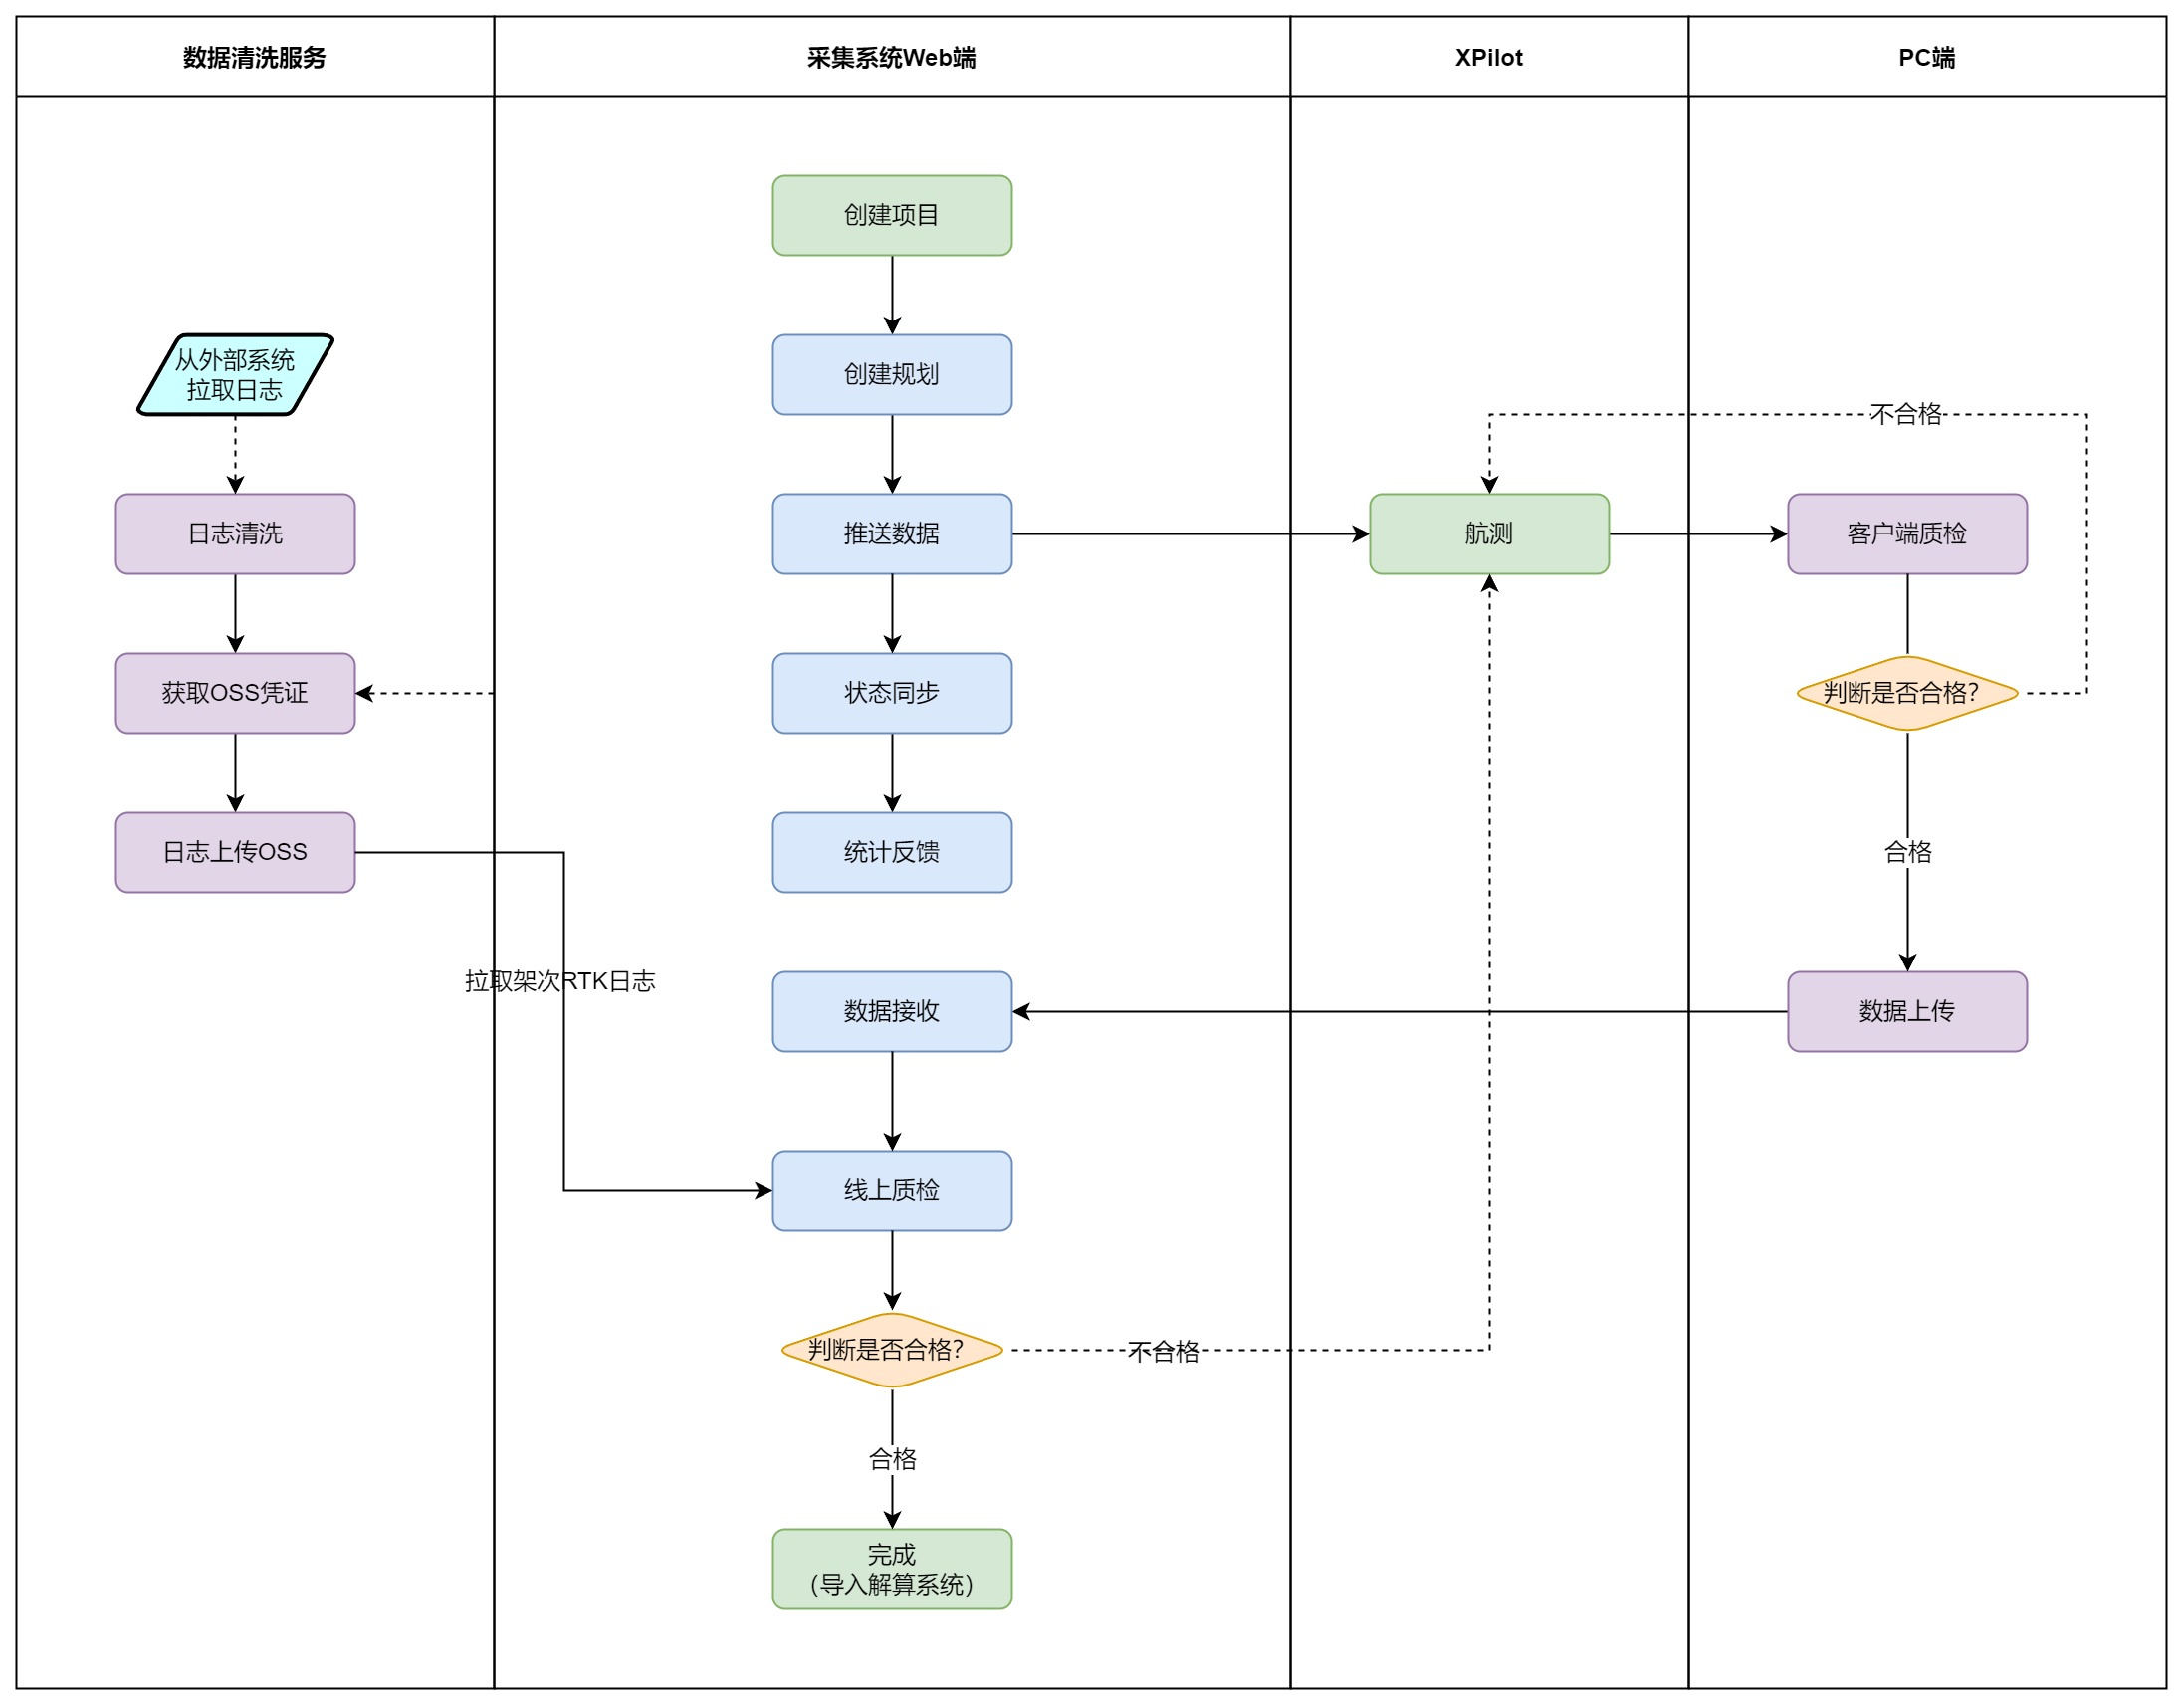 数据清洗服务
采集系统Web端
XPilot
PC端
创建项目
从外部系统
拉取日志
创建规划
不合格
日志清洗
推送数据
航测
客户端质检
获取OSS凭证
状态同步
判断是否合格？
日志上传OSS
统计反馈
合格
拉取架次RTK日志
数据接收
数据上传
线上质检
判断是否合格？
不合格
合格
完成
（导入解算系统）